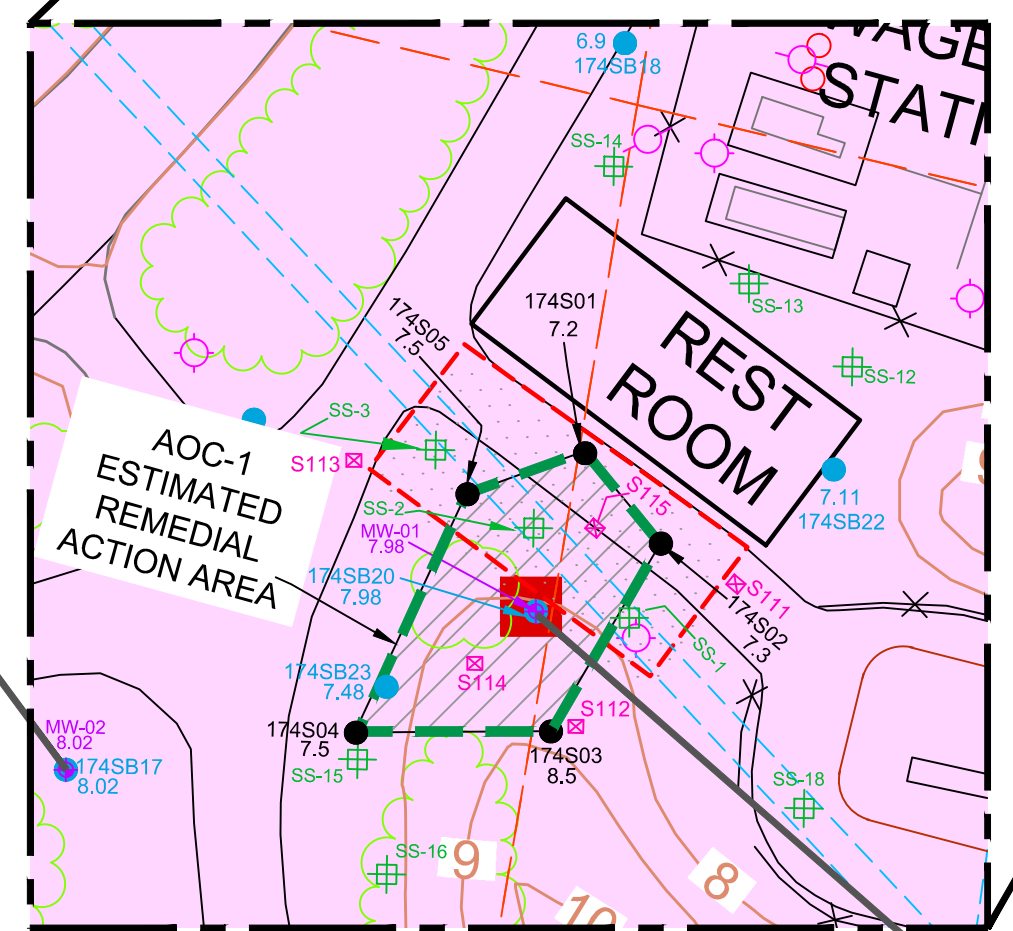 6.9
174SB18
STATI
SS-14
SS-13
SS-12
174S01
7.2
174S05
7.5
REST
ROOM
SS-3
S113
AOC-1
ESTIMATED
REMEDIAL
ACTION AREA
SS-2
MW-01
7.98
S115
7.11
174SB22
174SB20
7.98
S111
174S02
7.3
SS-1
174SB23
7.48
S114
S112
174S04
7.5
174S03
8.5
SS-15
MW-02
8.02
174SB17
8.02
SS-18
SS-16
9
8
10